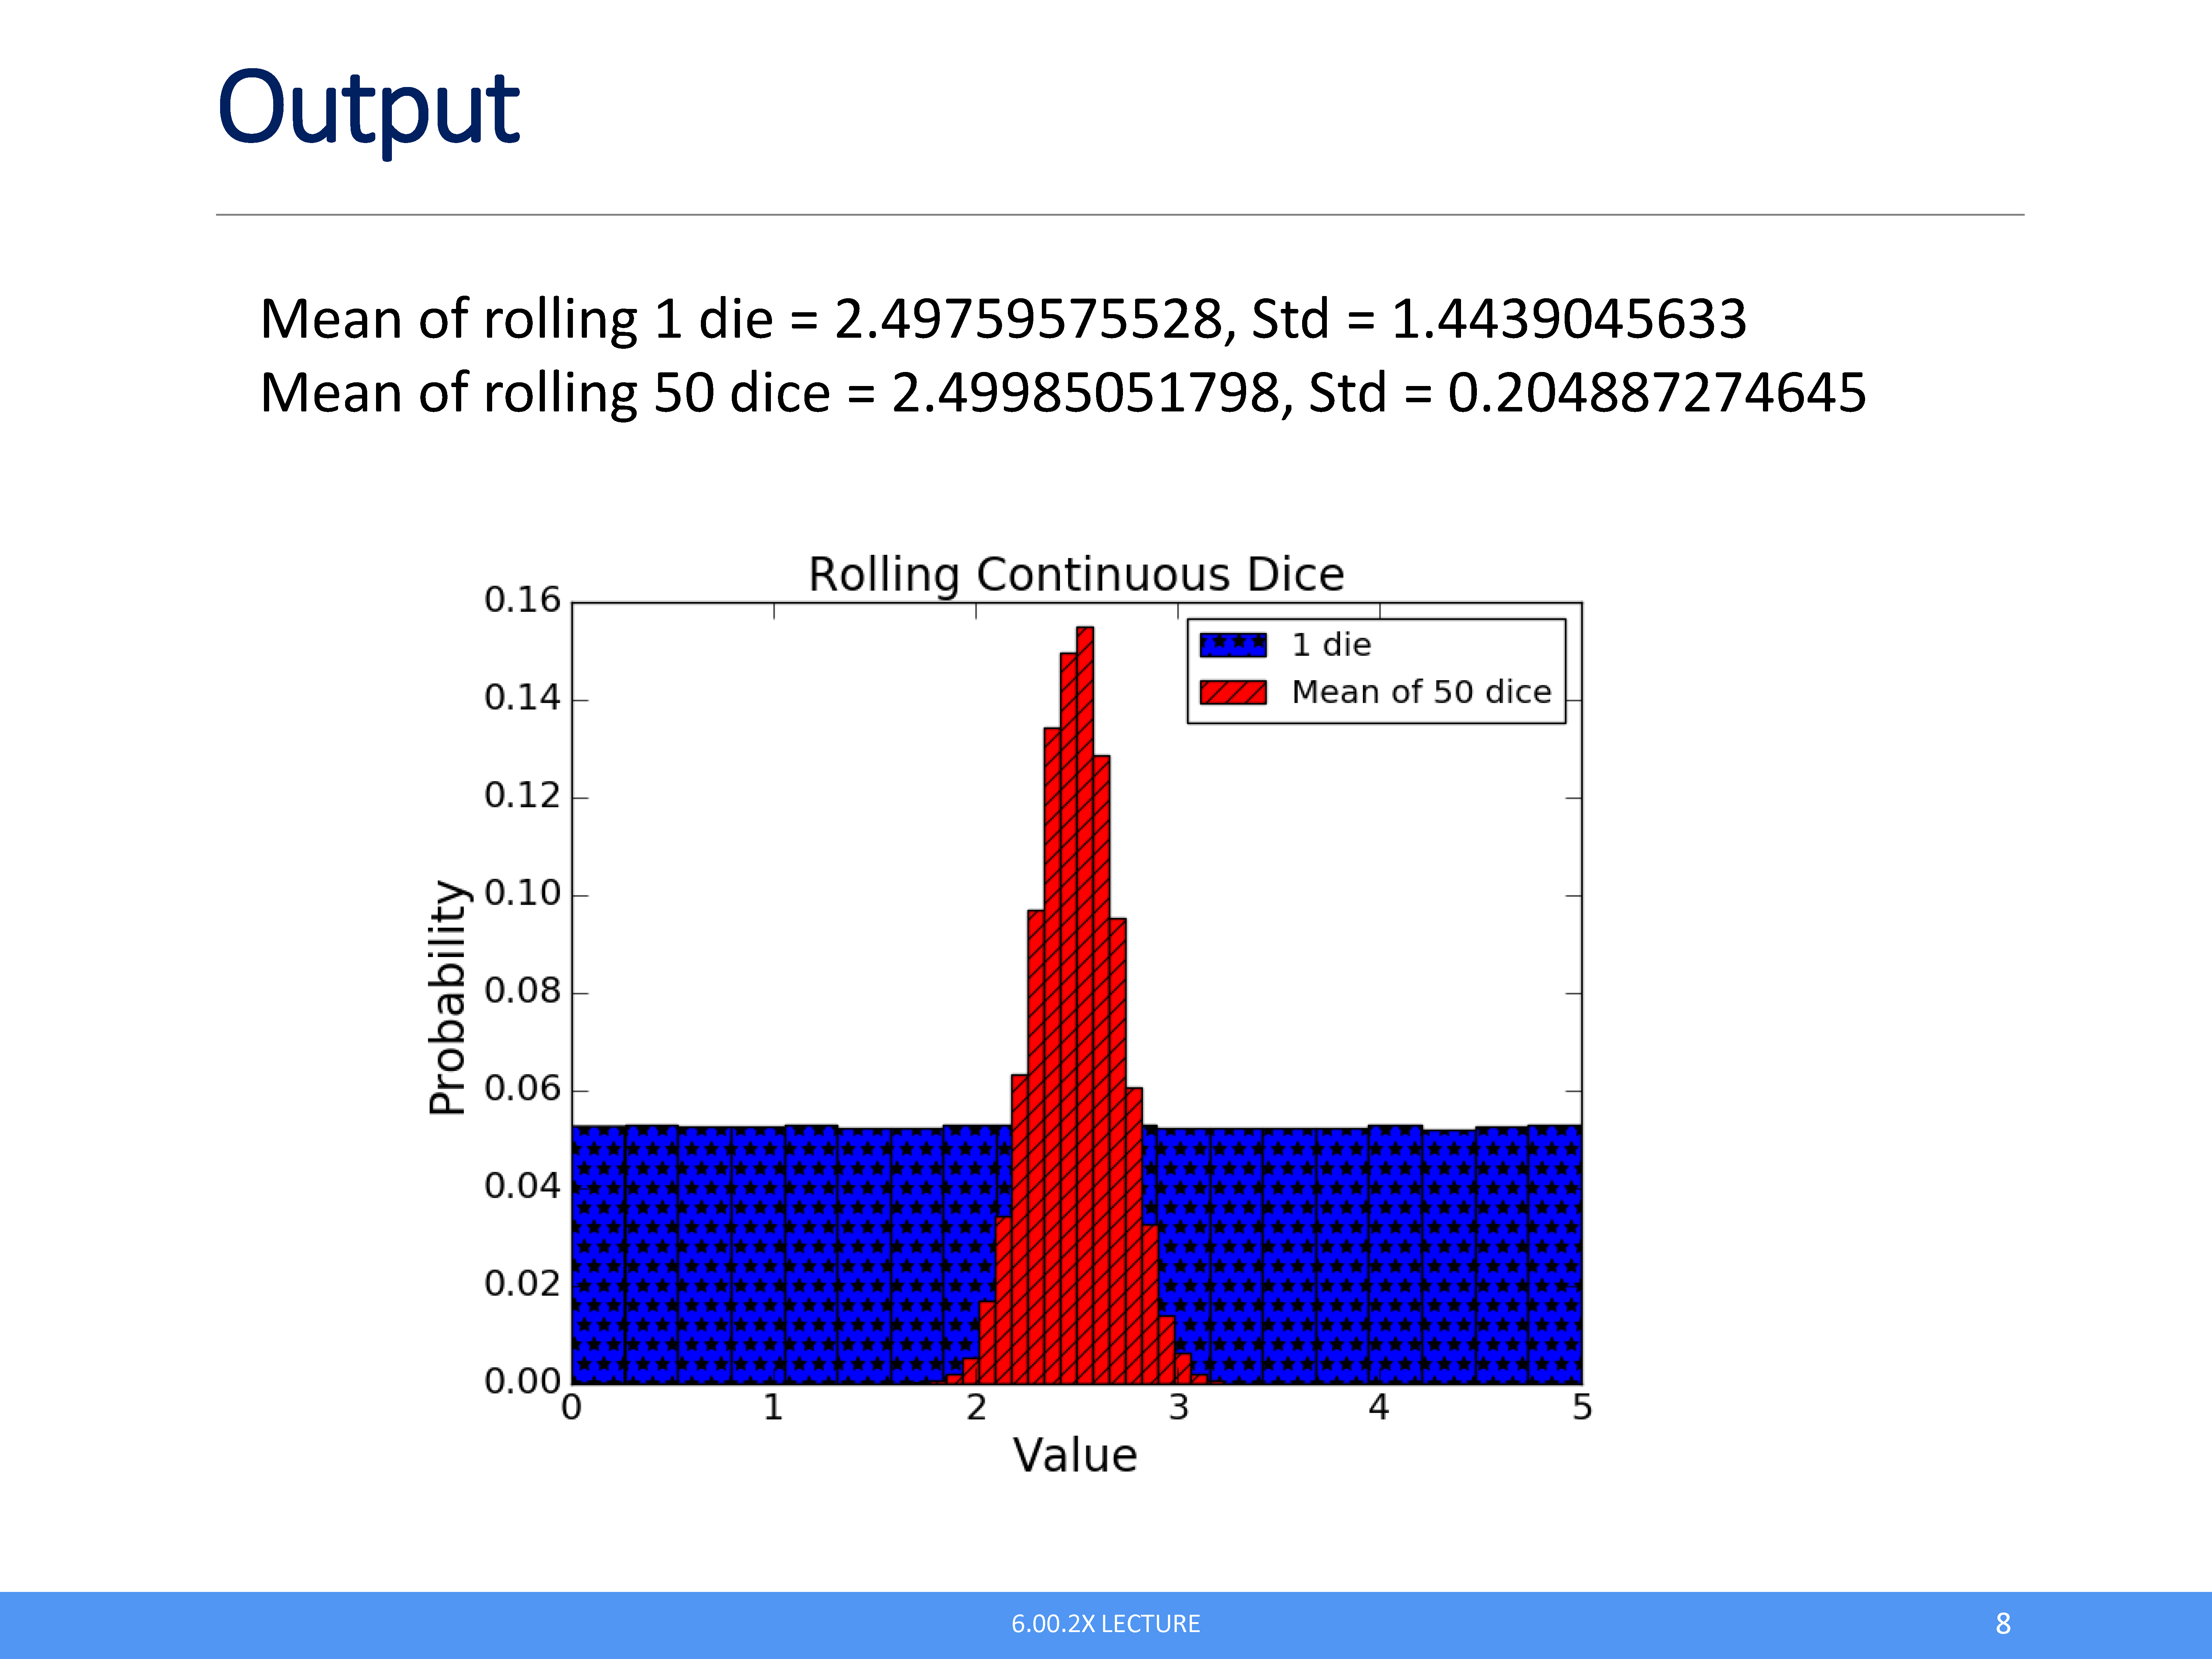 Output
Mean of rolling 1 die = 2.49759575528, Std = 1.4439045633
Mean of rolling 50 dice = 2.49985051798, Std = 0.204887274645
Rolling Continuous Dice
1 die
Mean of 50 dice
Probability
0.16
0.14
0.12
0.10
0.08
0.06
0.04
0.02
0.00
0 1 2 3 4 5
Value
6.00.2X LECTURE
8